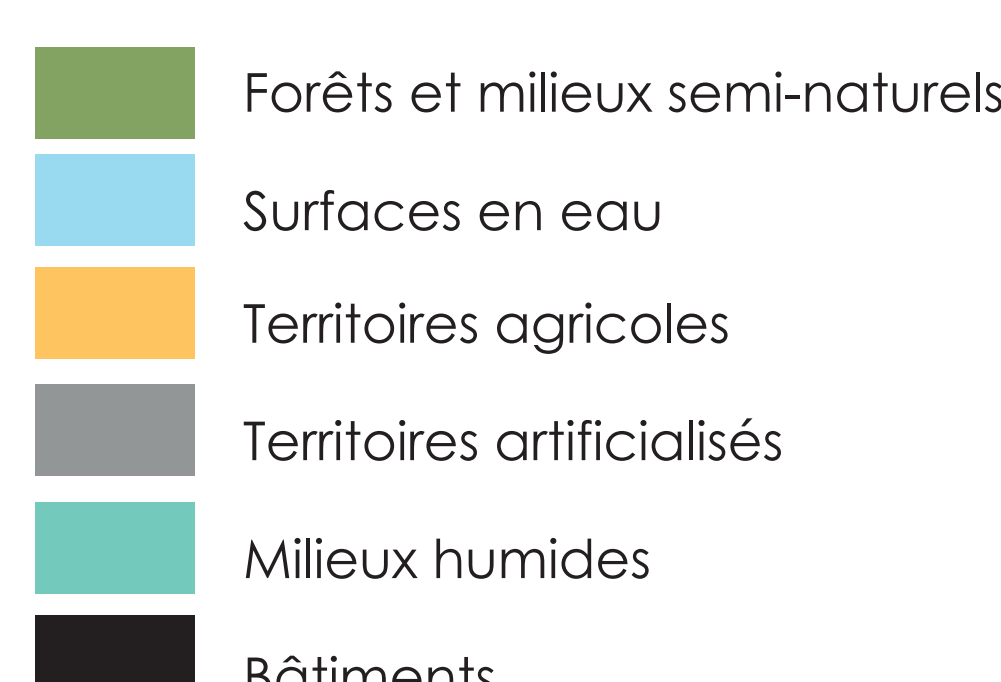 Forêts et milieux semi-naturels
Surfaces en eau
Territoires agricoles
Territoires artificialisés
Milieux humides
Bâtiments